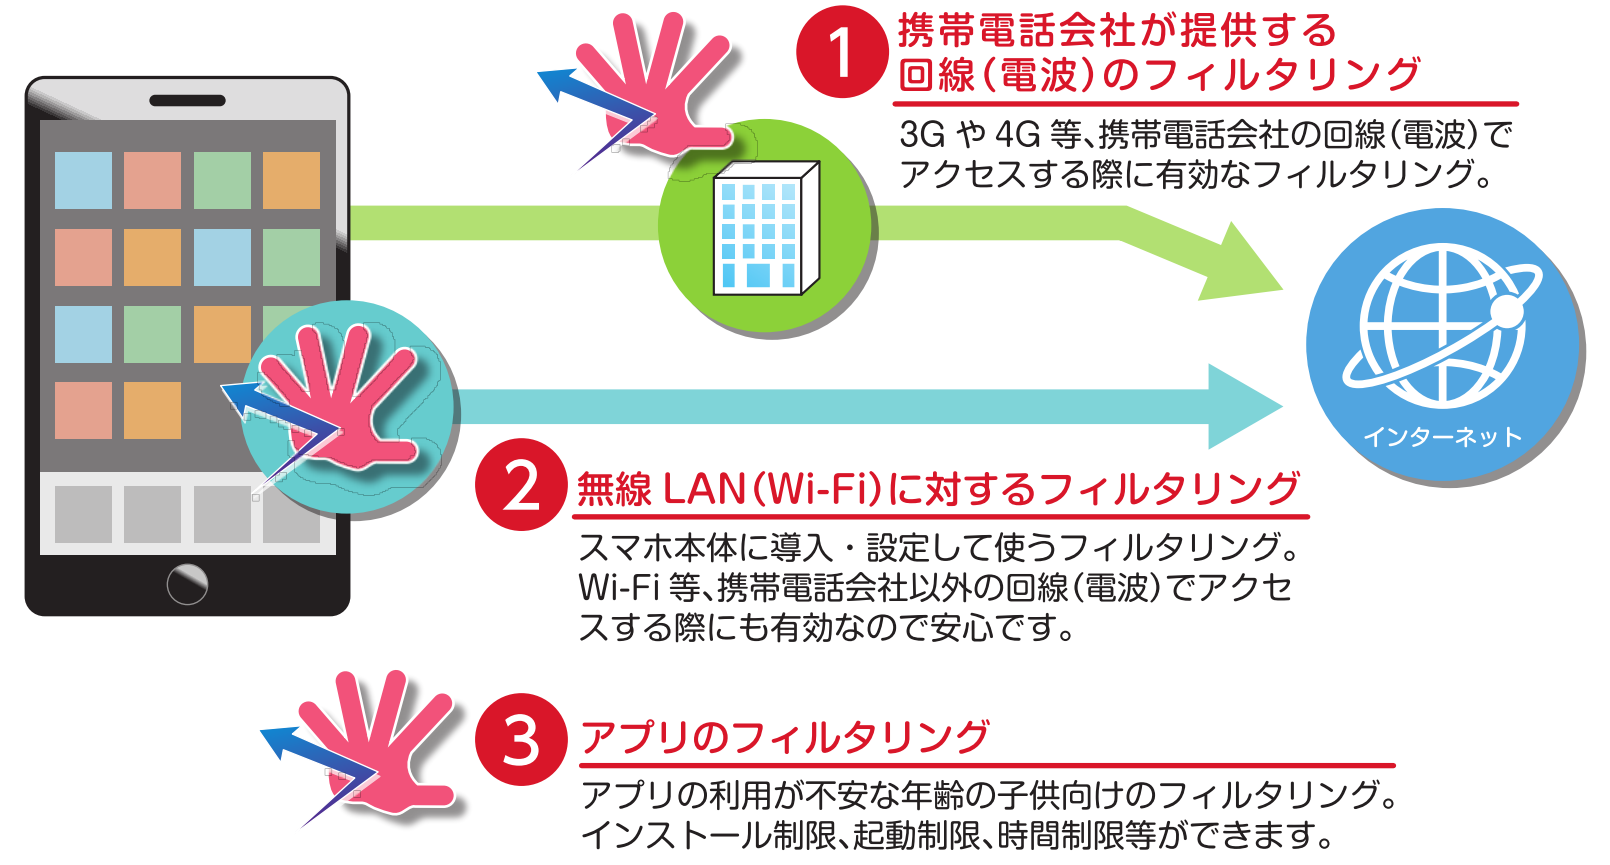 1 携帯電話会社が提供する
回線(電波)のフィルタリング
3G や 4G 等、携帯電話会社の回線(電波)で
アクセスする際に有効なフィルタリング。
インターネット
2 無線 LAN(Wi-Fi)に対するフィルタリング
スマホ本体に導入・設定して使うフィルタリング。
Wi-Fi 等、携帯電話会社以外の回線(電波)でアクセ
スする際にも有効なので安心です。
3 アプリのフィルタリング
アプリの利用が不安な年齢の子供向けのフィルタリング。
インストール制限、起動制限、時間制限等ができます。